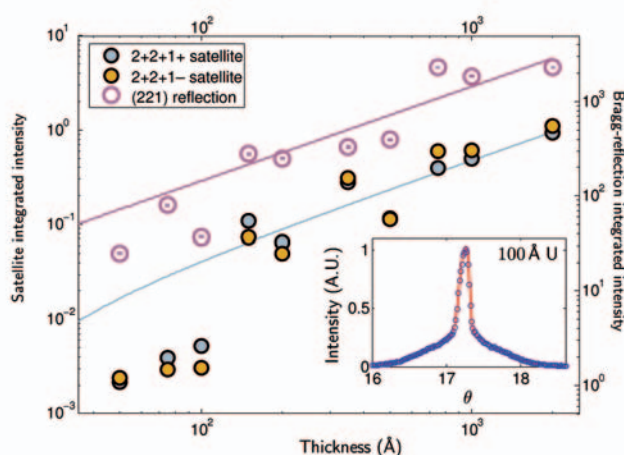 10² 10³
2+2+1+ satellite
2+2+1− satellite
(221) reflection
Satellite integrated intensity
10¹
10⁰
10⁻¹
10⁻²
10⁻³
Bragg-reflection integrated intensity
10³
10²
10¹
10⁰
100 Å U
Intensity (A.U.)
1
0.5
0
16 17 18
θ
10² 10³
Thickness (Å)